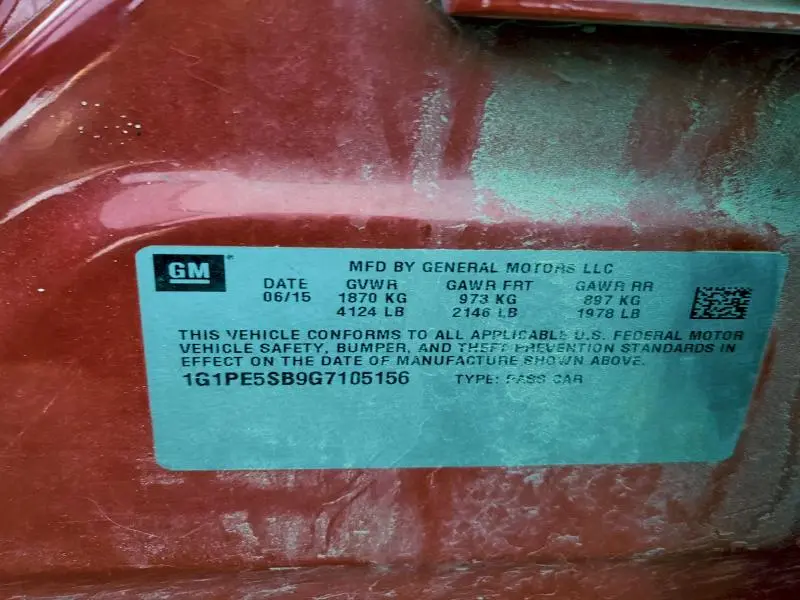 GM
MFD BY GENERAL MOTORS LLC
DATE GVWR GAWR FRT GAWR RR
06/15 1870 KG 973 KG 897 KG
4124 LB 2146 LB 1978 LB
THIS VEHICLE CONFORMS TO ALL APPLICABLE U.S. FEDERAL MOTOR
VEHICLE SAFETY, BUMPER, AND THEFT PREVENTION STANDARDS IN
EFFECT ON THE DATE OF MANUFACTURE SHOWN ABOVE.
1G1PE5SB9G7105156 TYPE: PASS CAR